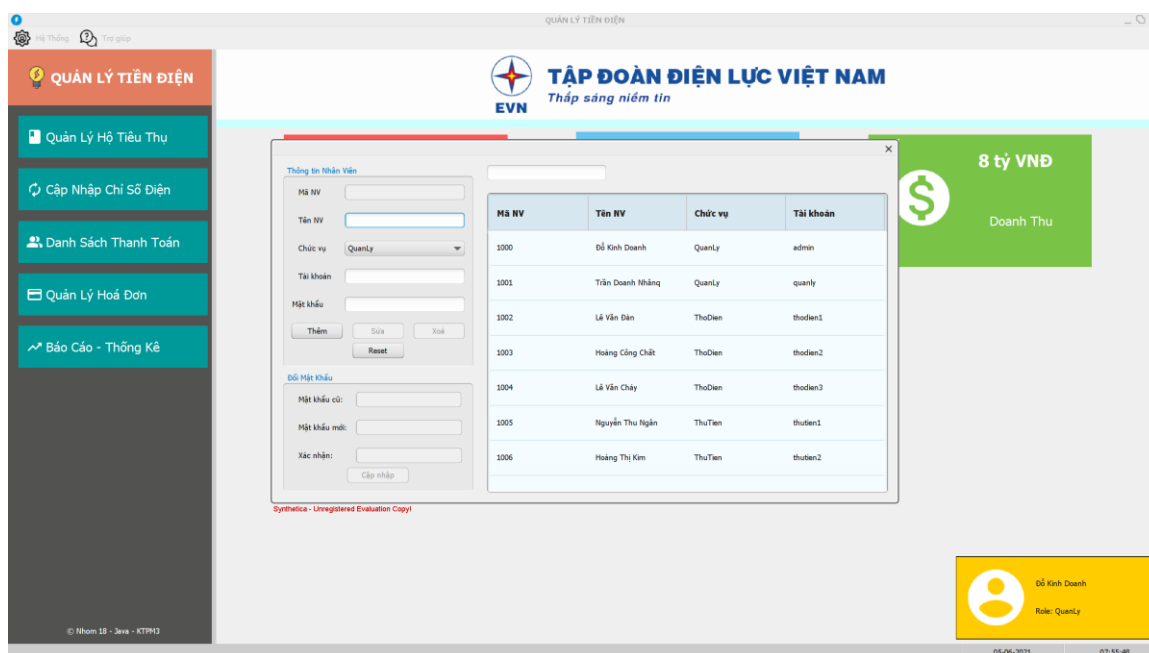 QUẢN LÝ TIỀN ĐIỆN
Hệ Thống Trợ giúp
QUẢN LÝ TIỀN ĐIỆN
EVN
TẬP ĐOÀN ĐIỆN LỰC VIỆT NAM
Thắp sáng niềm tin
Quản Lý Hộ Tiêu Thụ
Cập Nhập Chỉ Số Điện
Danh Sách Thanh Toán
Quản Lý Hoá Đơn
Báo Cáo - Thống Kê
© Nhom 18 - Java - KTPM3
Thông tin Nhân Viên
Mã NV
Tên NV
Chức vụ QuanLy
Tài khoản
Mật khẩu
Thêm Sửa Xoá
Reset
Đổi Mật Khẩu
Mật khẩu cũ:
Mật khẩu mới:
Xác nhận:
Cập nhập
Mã NV Tên NV Chức vụ Tài khoản
1000 Đỗ Kinh Doanh QuanLy admin
1001 Trần Doanh Nhâng QuanLy quanly
1002 Lê Văn Đàn ThoDien thodien1
1003 Hoàng Công Chất ThoDien thodien2
1004 Lê Văn Cháy ThoDien thodien3
1005 Nguyễn Thu Ngân ThuTien thutien1
1006 Hoàng Thị Kim ThuTien thutien2
Synthetica - Unregistered Evaluation Copy!
8 tỷ VNĐ
Doanh Thu
Đỗ Kinh Doanh
Role: QuanLy
05-06-2021 07:55:48